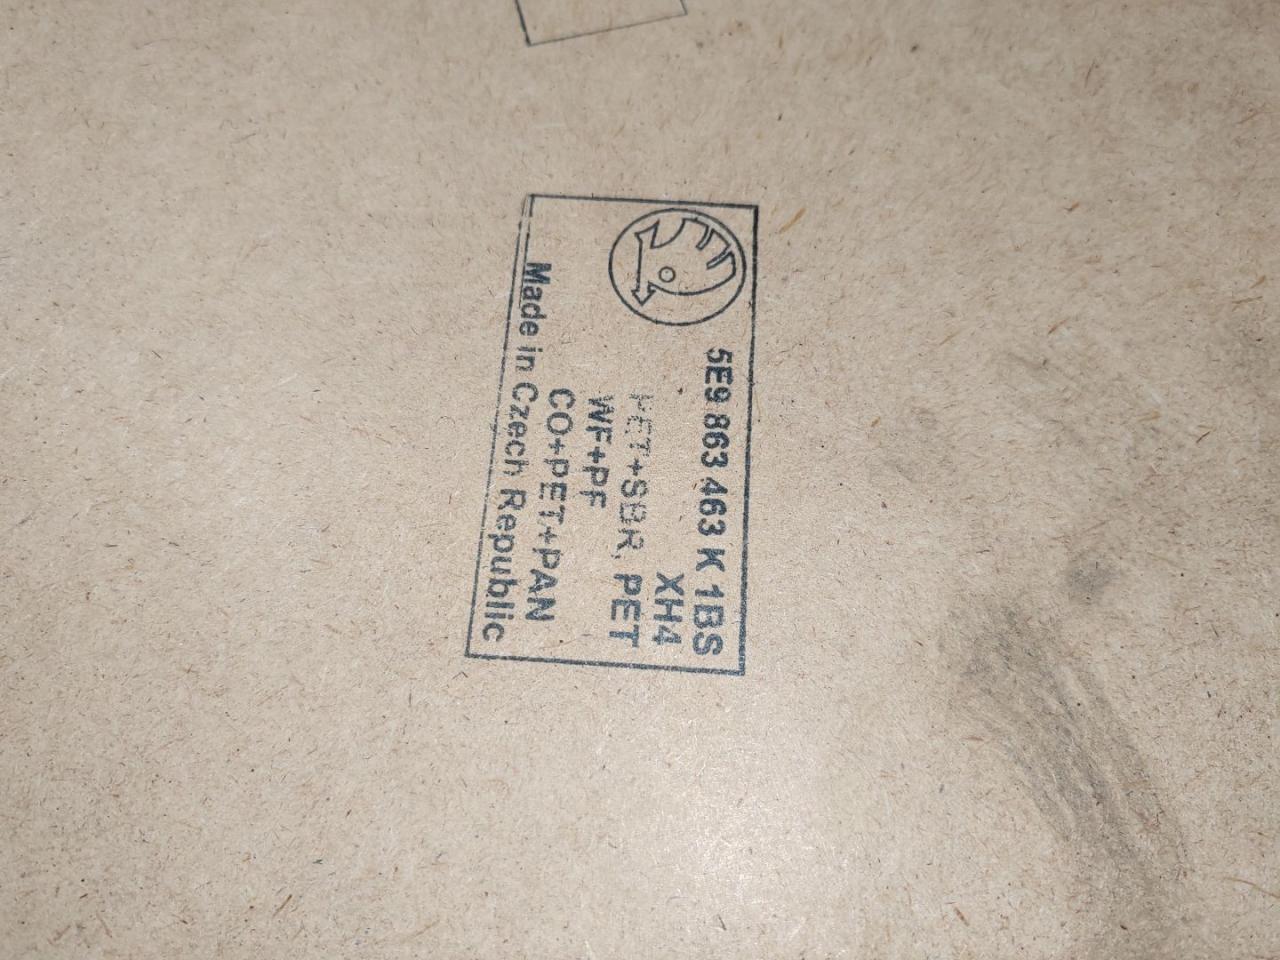 5E9 863 463 K 1BS
XH4
PET+SBR, PET
WF+PF
CO+PET+PAN
Made in Czech Republic